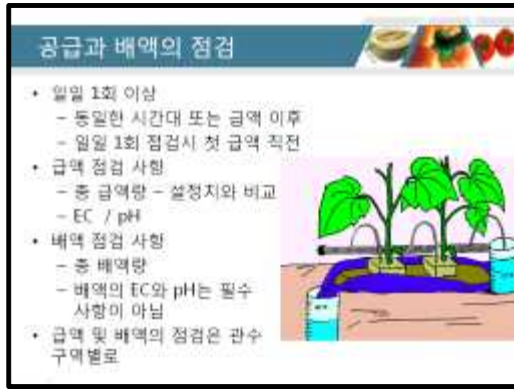 공급과 배액의 점검
• 일일 1회 이상
– 동일한 시간대 또는 급액 이후
– 일일 1회 점검시 첫 급액 직전
• 급액 점검 사항
– 총 급액량 – 설정치와 비교
– EC / pH
• 배액 점검 사항
– 총 배액량
– 배액의 EC와 pH는 필수
사항이 아님
• 급액 및 배액의 점검은 관수
구역별로